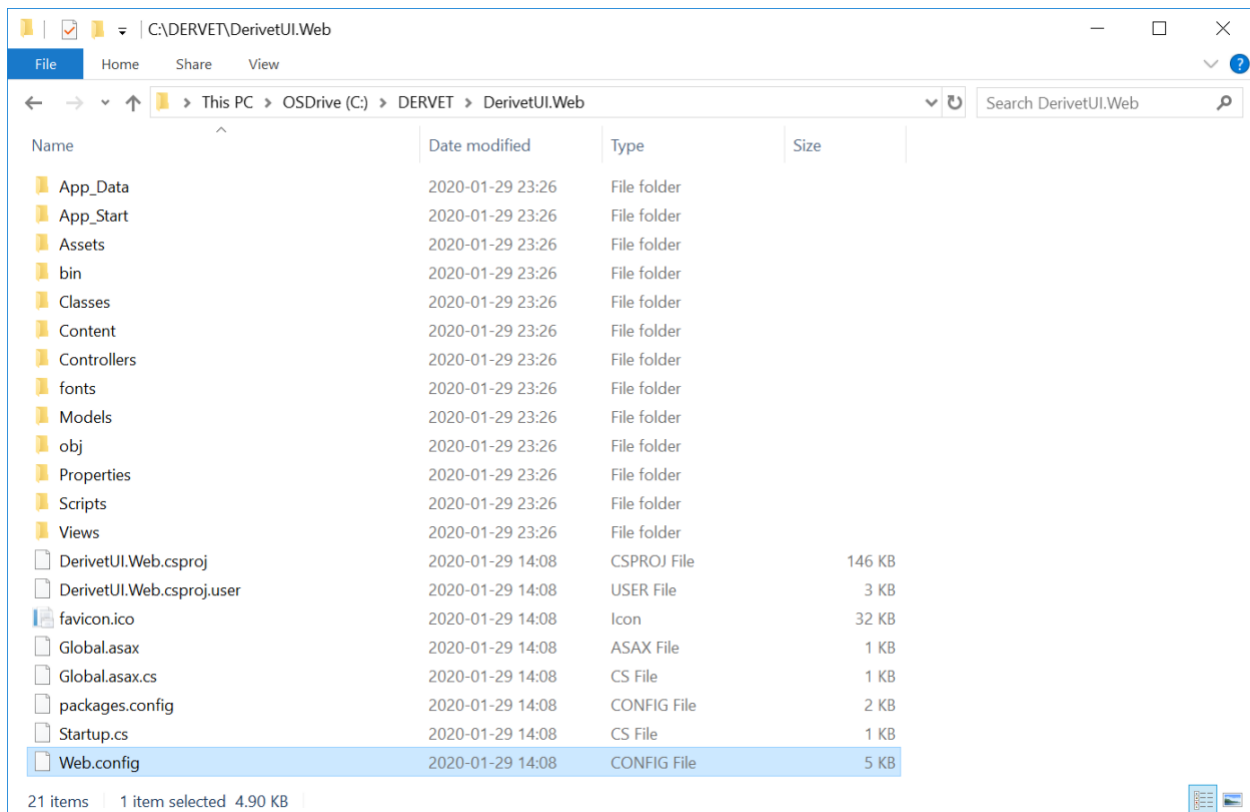 C:\DERVET\DerivetUI.Web
File Home Share View ?
This PC > OSDrive (C:) > DERVET > DerivetUI.Web Search DerivetUI.Web
Name Date modified Type Size
App_Data 2020-01-29 23:26 File folder
App_Start 2020-01-29 23:26 File folder
Assets 2020-01-29 23:26 File folder
bin 2020-01-29 23:26 File folder
Classes 2020-01-29 23:26 File folder
Content 2020-01-29 23:26 File folder
Controllers 2020-01-29 23:26 File folder
fonts 2020-01-29 23:26 File folder
Models 2020-01-29 23:26 File folder
obj 2020-01-29 23:26 File folder
Properties 2020-01-29 23:26 File folder
Scripts 2020-01-29 23:26 File folder
Views 2020-01-29 23:26 File folder
DerivetUI.Web.csproj 2020-01-29 14:08 CSPROJ File 146 KB
DerivetUI.Web.csproj.user 2020-01-29 14:08 USER File 3 KB
favicon.ico 2020-01-29 14:08 Icon 32 KB
Global.asax 2020-01-29 14:08 ASAX File 1 KB
Global.asax.cs 2020-01-29 14:08 CS File 1 KB
packages.config 2020-01-29 14:08 CONFIG File 2 KB
Startup.cs 2020-01-29 14:08 CS File 1 KB
Web.config 2020-01-29 14:08 CONFIG File 5 KB
21 items 1 item selected 4.90 KB